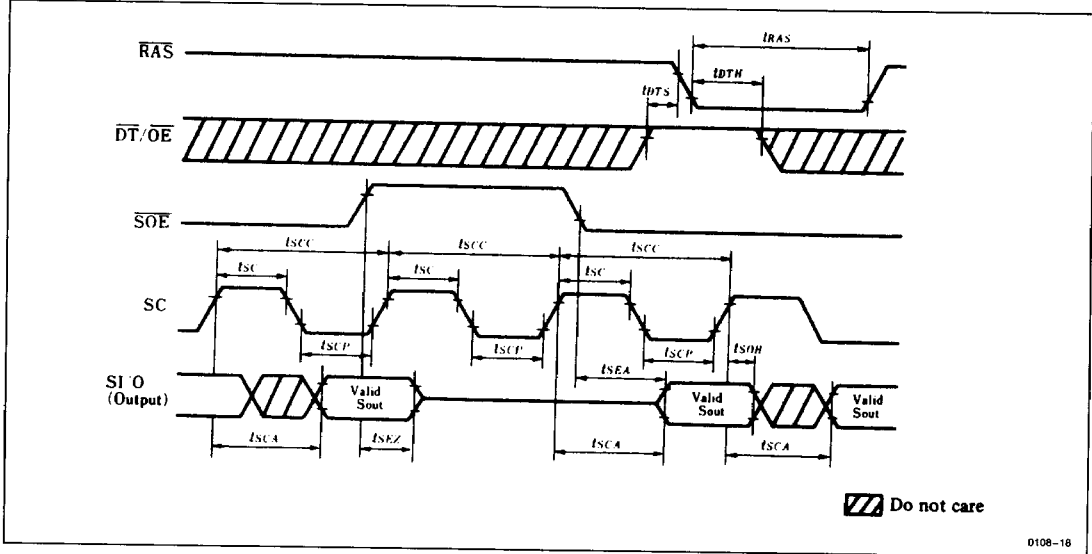 RAS
tRAS
tDTH
tDTS
DT/OE
SOE
tSCC
tSCC
tSCC
tSC
tSC
tSC
SC
tSCP
tSCP
tSCP
tSOH
tSEA
SI O
(Output)
Valid
Sout
Valid
Sout
Valid
Sout
tSCA
tSEZ
tSCA
tSCA
Do not care
0108-18